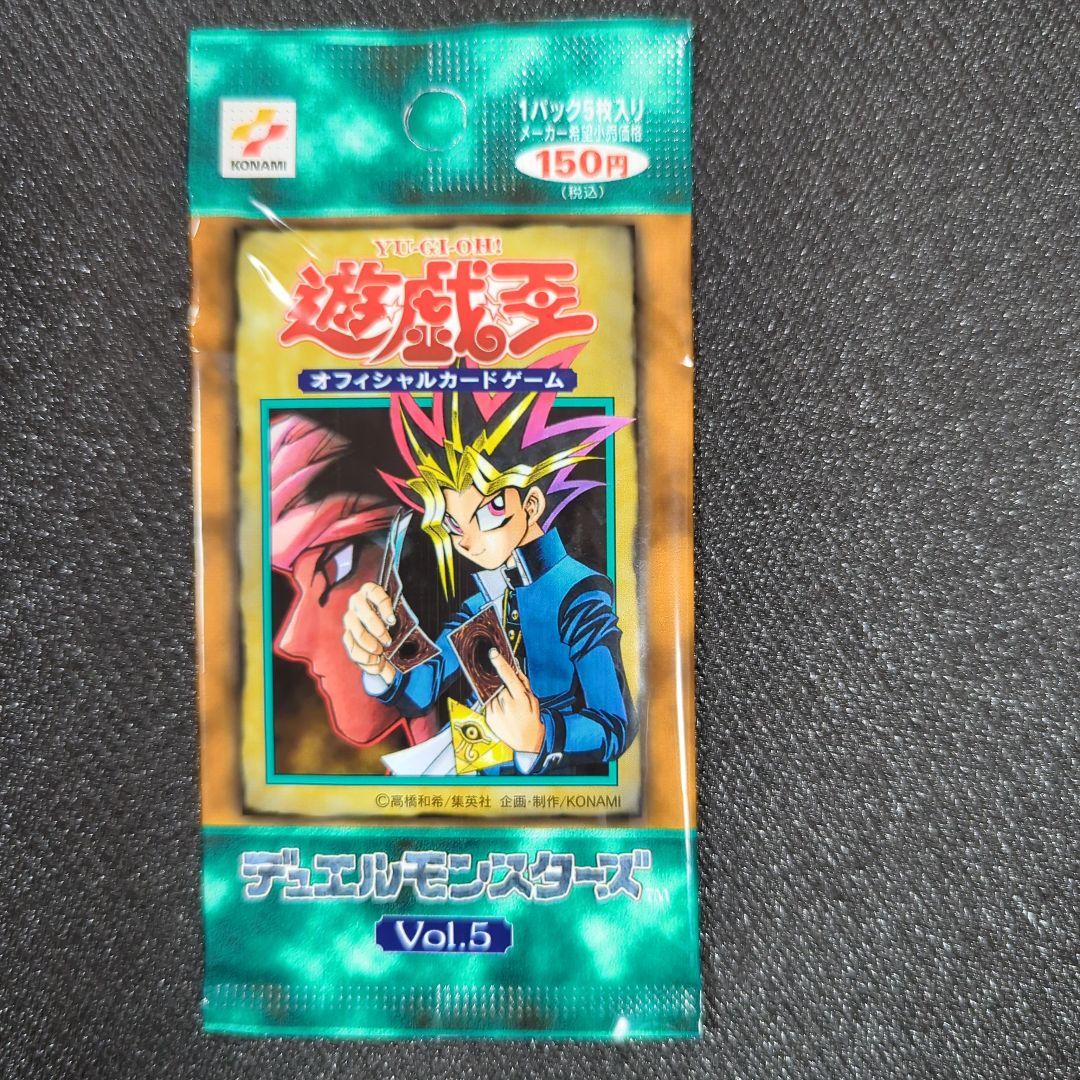 KONAMI
1パック5枚入り
メーカー希望小売価格
150円
(税込)
YU-GI-OH!
遊☆戯☆王
オフィシャルカードゲーム
©高橋和希/集英社 企画・制作/KONAMI
デュエルモンスターズ™
Vol.5